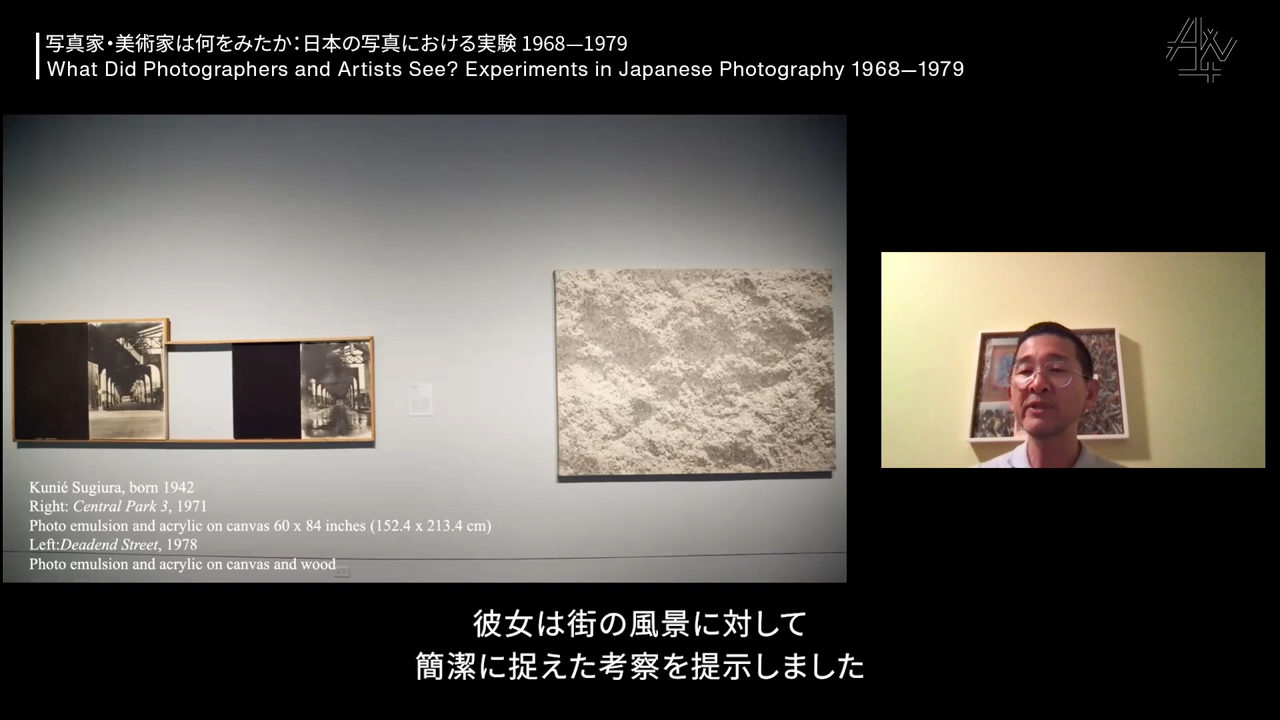 写真家・美術家は何をみたか：日本の写真における実験 1968—1979
What Did Photographers and Artists See? Experiments in Japanese Photography 1968—1979
Kunié Sugiura, born 1942
Right: Central Park 3, 1971
Photo emulsion and acrylic on canvas 60 x 84 inches (152.4 x 213.4 cm)
Left:Deadend Street, 1978
Photo emulsion and acrylic on canvas and wood
彼女は街の風景に対して
簡潔に捉えた考察を提示しました